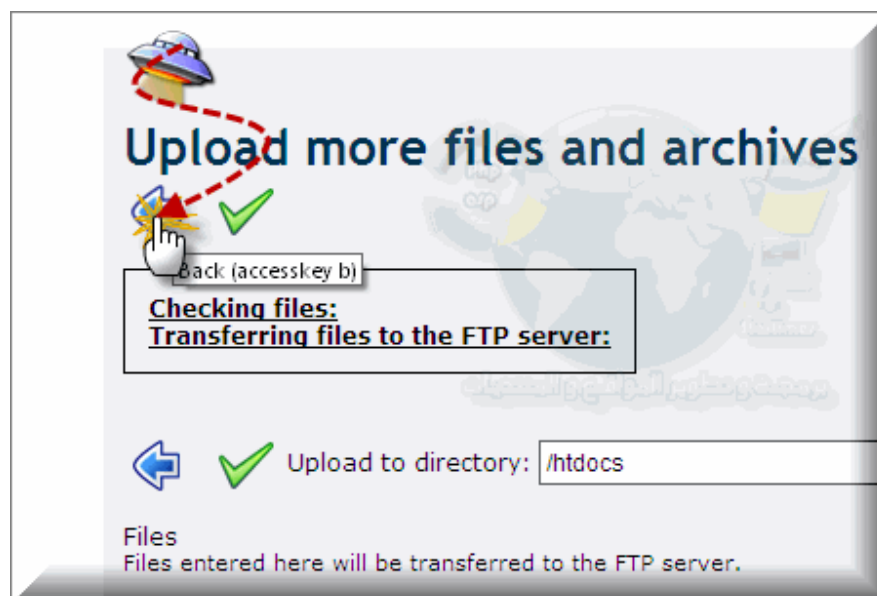 Upload more files and archives
Back (accesskey b)
Checking files:
Transferring files to the FTP server:
Upload to directory: /htdocs
Files
Files entered here will be transferred to the FTP server.